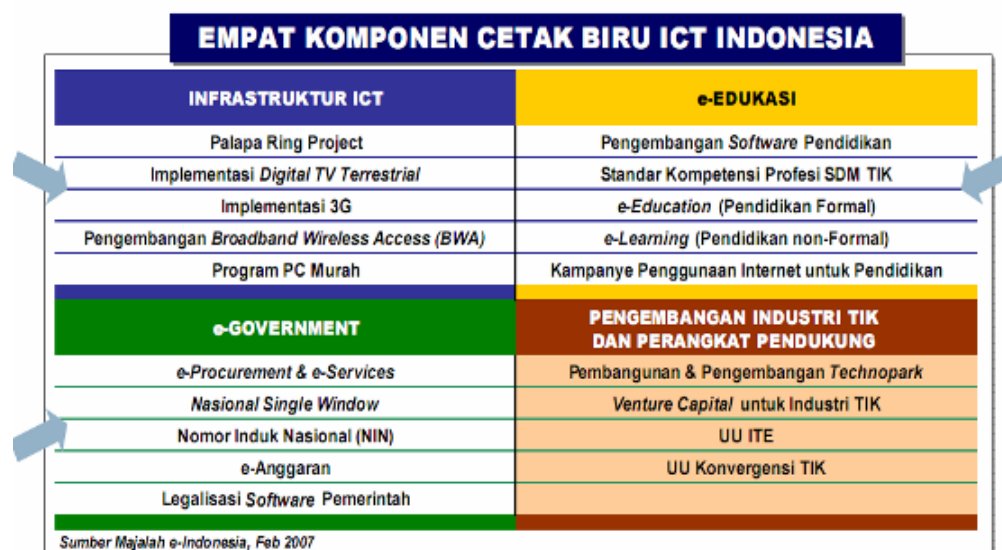 EMPAT KOMPONEN CETAK BIRU ICT INDONESIA
INFRASTRUKTUR ICT
Palapa Ring Project
Implementasi Digital TV Terrestrial
Implementasi 3G
Pengembangan Broadband Wireless Access (BWA)
Program PC Murah
e-EDUKASI
Pengembangan Software Pendidikan
Standar Kompetensi Profesi SDM TIK
e-Education (Pendidikan Formal)
e-Learning (Pendidikan non-Formal)
Kampanye Penggunaan Internet untuk Pendidikan
e-GOVERNMENT
e-Procurement & e-Services
Nasional Single Window
Nomor Induk Nasional (NIN)
e-Anggaran
Legalisasi Software Pemerintah
PENGEMBANGAN INDUSTRI TIK
DAN PERANGKAT PENDUKUNG
Pembangunan & Pengembangan Technopark
Venture Capital untuk Industri TIK
UU ITE
UU Konvergensi TIK
Sumber Majalah e-Indonesia, Feb 2007